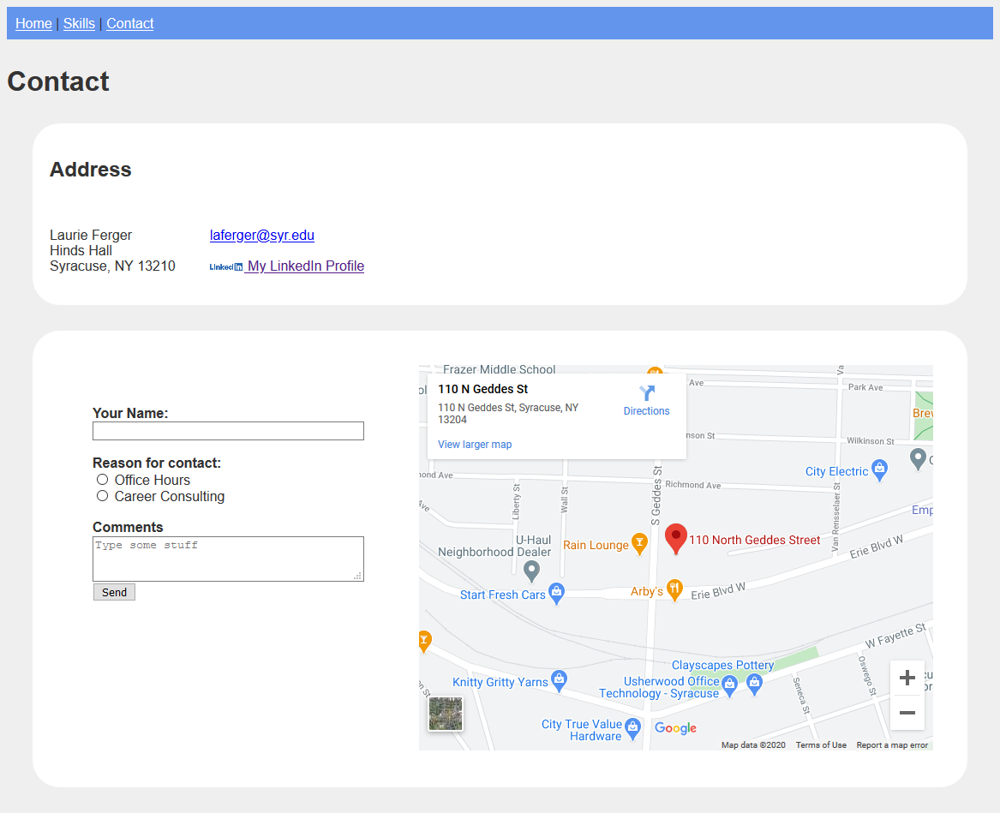 Home | Skills | Contact
Contact
Address
Laurie Ferger
Hinds Hall
Syracuse, NY 13210
laferger@syr.edu
LinkedIn My LinkedIn Profile
Your Name:
Reason for contact:
Office Hours
Career Consulting
Comments
Type some stuff
Send
Frazer Middle School
110 N Geddes St
110 N Geddes St, Syracuse, NY
13204
View larger map
Directions
Ave
Park Ave
Brev
nson St
Wilkinson St
City Electric
mond Ave
Richmond Ave
S Geddes St
Liberty St
Wall St
Van Rensselaer St
Ave
Emp
U-Haul
Neighborhood Dealer
Rain Lounge
110 North Geddes Street
Erie Blvd W
Start Fresh Cars
Arby's
Erie Blvd W
W Fayette St
Clayscapes Pottery
Usherwood Office
Technology - Syracuse
Knitty Gritty Yarns
Oswego St
Seneca St
on St
City True Value
Hardware
Google
Map data ©2020 Terms of Use Report a map error